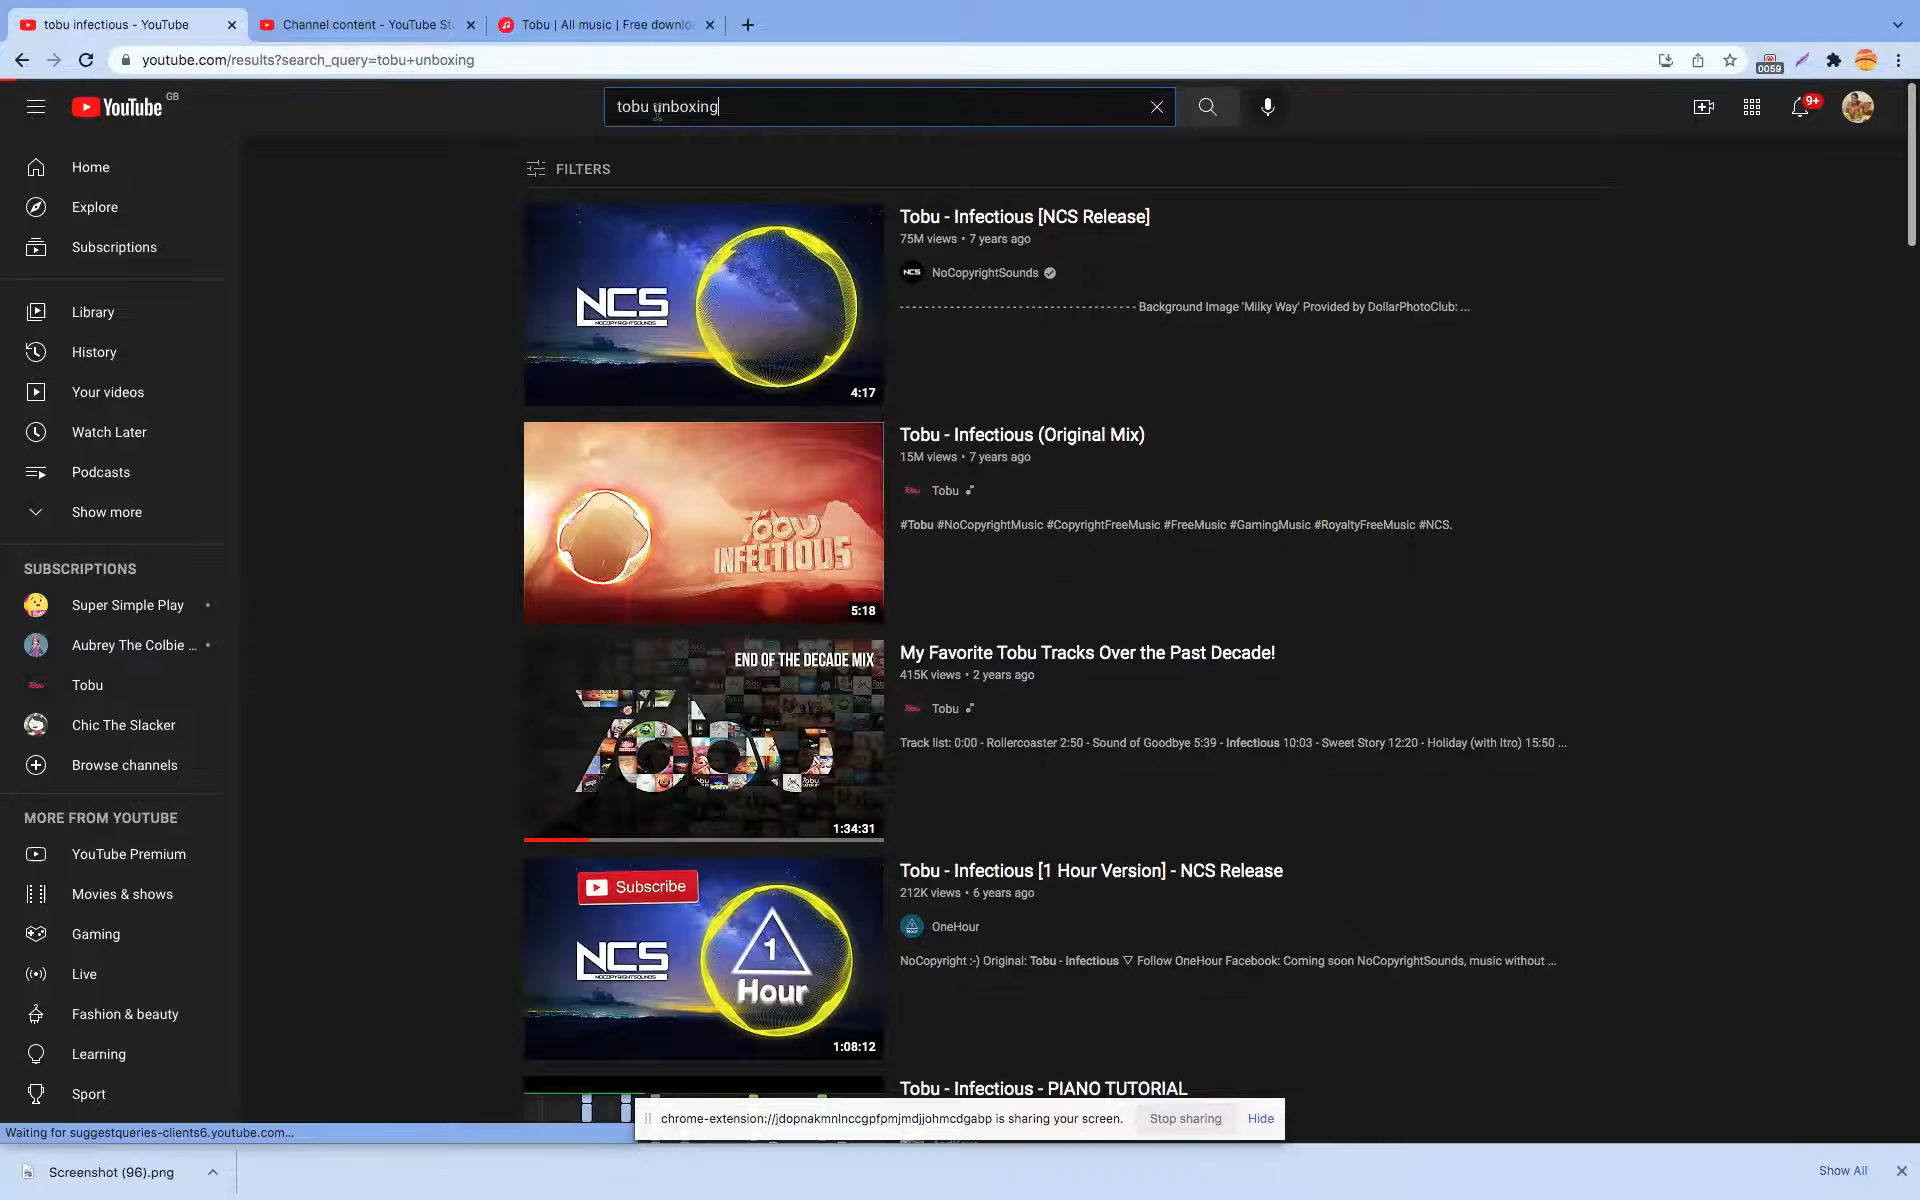 tobu infectious - YouTube
Channel content - YouTube St
Tobu | All music | Free downlo
youtube.com/results?search_query=tobu+unboxing
0059
YouTube GB
tobu unboxing
9+
Home
Explore
Subscriptions
Library
History
Your videos
Watch Later
Podcasts
Show more
SUBSCRIPTIONS
Super Simple Play
Aubrey The Colbie ...
Tobu
Chic The Slacker
Browse channels
MORE FROM YOUTUBE
YouTube Premium
Movies & shows
Gaming
Live
Fashion & beauty
Learning
Sport
FILTERS
NCS
NOCOPYRIGHTSOUNDS
4:17
Tobu - Infectious [NCS Release]
75M views • 7 years ago
NCS NoCopyrightSounds
- - - - - - - - - - - - - - - - - - - - - - - - - - - - - - - - - - - Background Image 'Milky Way' Provided by DollarPhotoClub: ...
Tobu
INFECTIOUS
5:18
Tobu - Infectious (Original Mix)
15M views • 7 years ago
Tobu Tobu
#Tobu #NoCopyrightMusic #CopyrightFreeMusic #FreeMusic #GamingMusic #RoyaltyFreeMusic #NCS.
END OF THE DECADE MIX
Tobu
1:34:31
My Favorite Tobu Tracks Over the Past Decade!
415K views • 2 years ago
Tobu Tobu
Track list: 0:00 - Rollercoaster 2:50 - Sound of Goodbye 5:39 - Infectious 10:03 - Sweet Story 12:20 - Holiday (with Itro) 15:50 ...
Subscribe
NCS
NOCOPYRIGHTSOUNDS
1
Hour
1:08:12
Tobu - Infectious [1 Hour Version] - NCS Release
212K views • 6 years ago
OneHour
NoCopyright :-) Original: Tobu - Infectious ▽ Follow OneHour Facebook: Coming soon NoCopyrightSounds, music without ...
Tobu - Infectious - PIANO TUTORIAL
chrome-extension://jdopnakmnlnccgpfpmjmdjjohmcdgabp is sharing your screen.
Stop sharing
Hide
Waiting for suggestqueries-clients6.youtube.com...
Screenshot (96).png
Show All